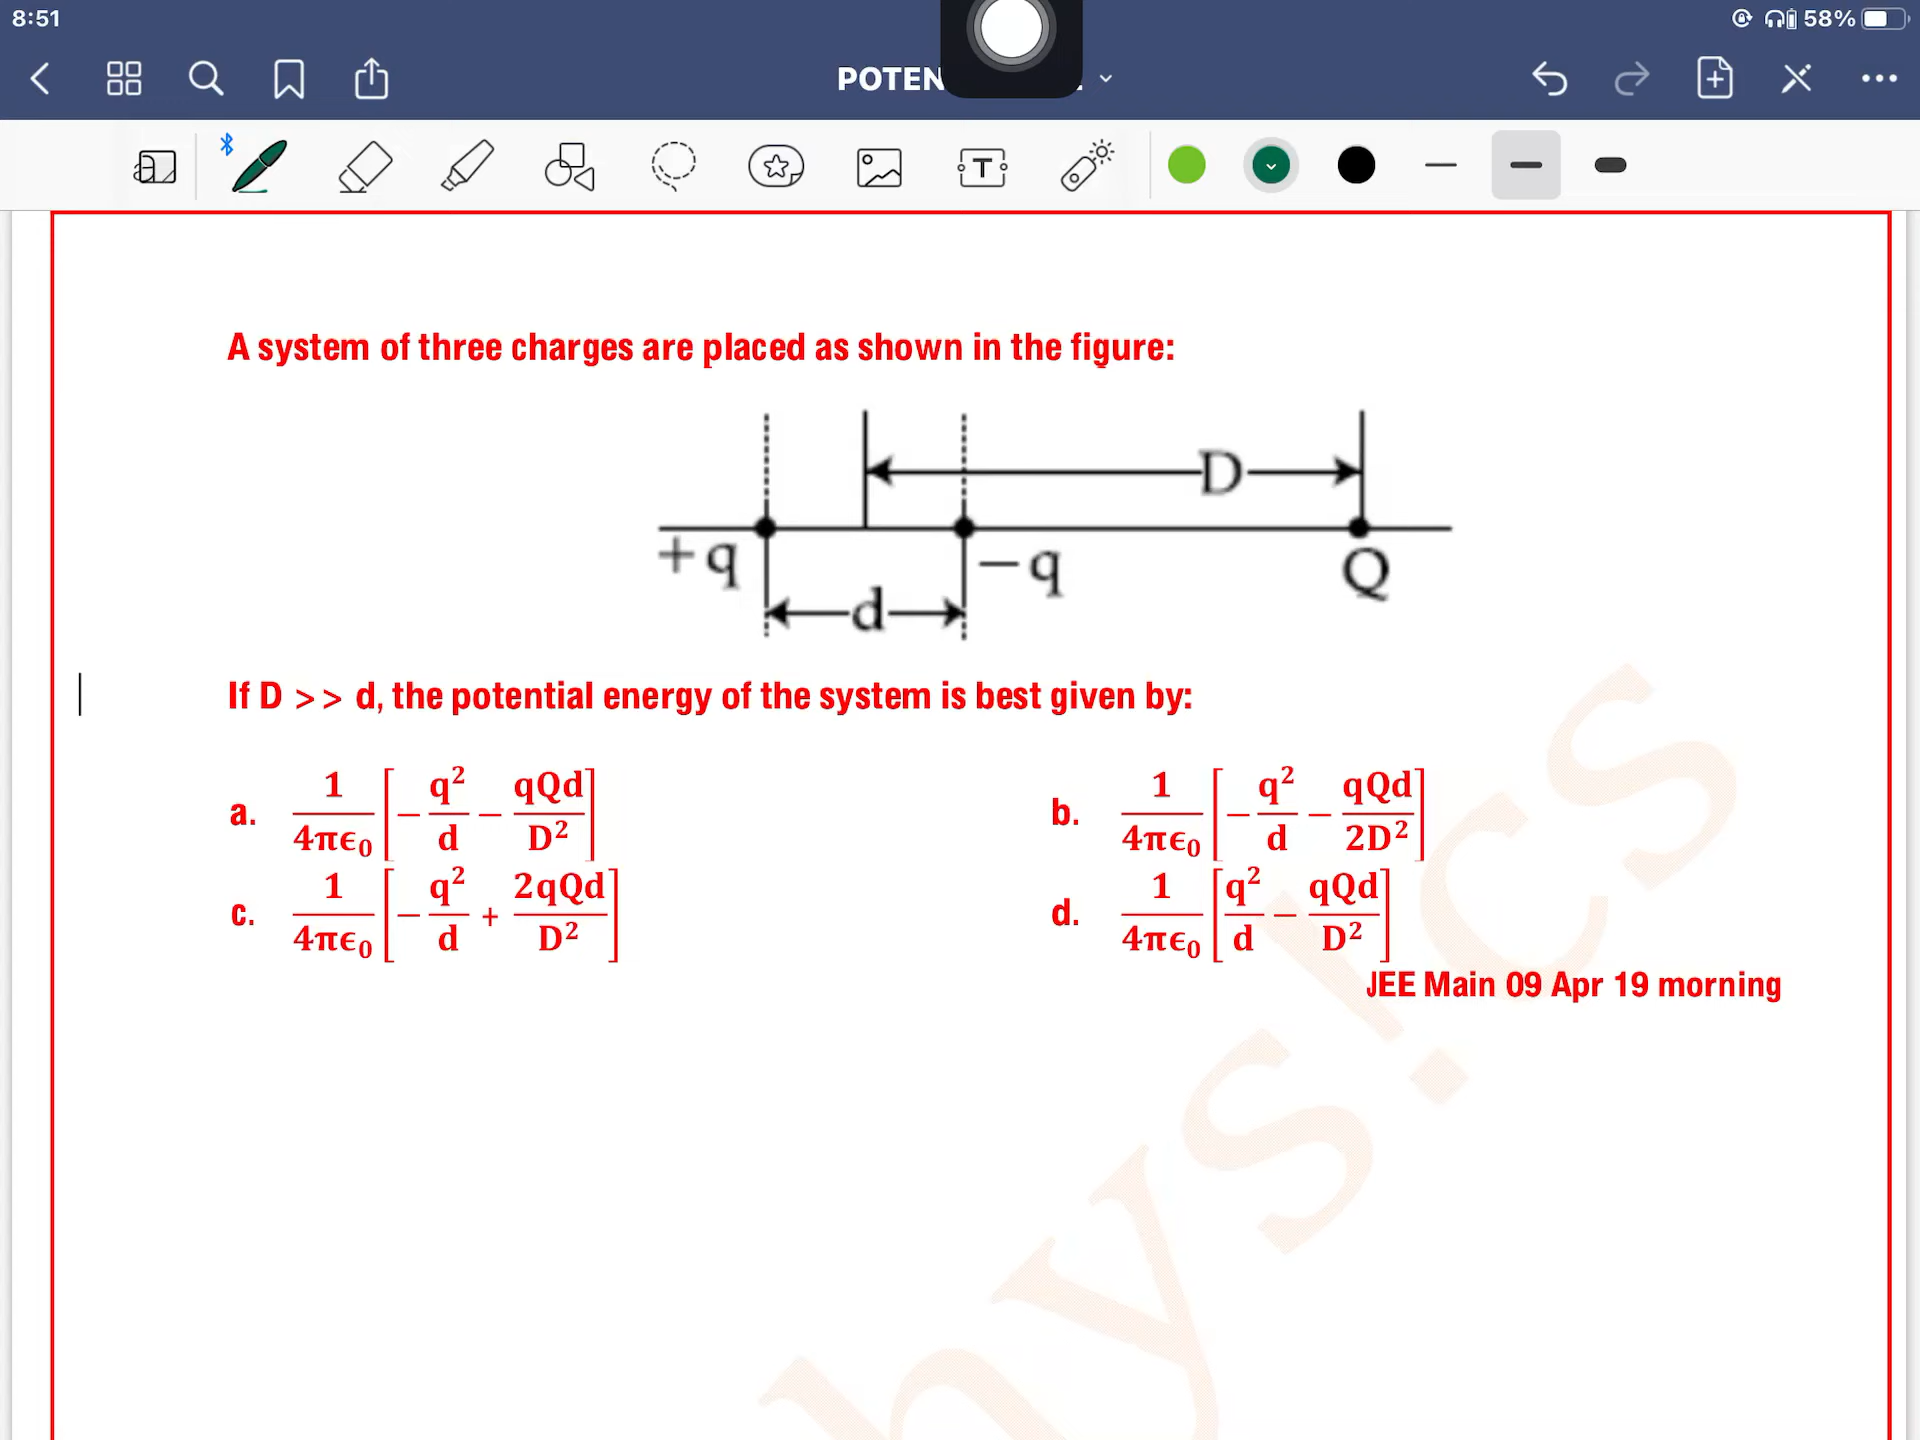 8:51
58%
POTEN
A system of three charges are placed as shown in the figure:
D
+q
−q
Q
d
If D >> d, the potential energy of the system is best given by:
a. 1/4πϵ₀ [− q²/d − qQd/D²]
b. 1/4πϵ₀ [− q²/d − qQd/2D²]
c. 1/4πϵ₀ [− q²/d + 2qQd/D²]
d. 1/4πϵ₀ [q²/d − qQd/D²]
JEE Main 09 Apr 19 morning
hys!cs